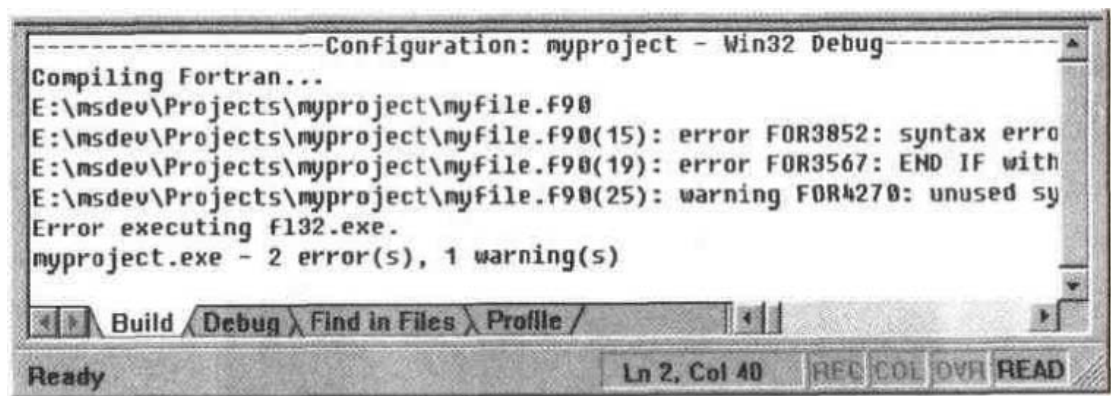 --------------------Configuration: myproject - Win32 Debug--------------------
Compiling Fortran...
E:\msdev\Projects\myproject\myfile.f90
E:\msdev\Projects\myproject\myfile.f90(15): error FOR3852: syntax erro
E:\msdev\Projects\myproject\myfile.f90(19): error FOR3567: END IF with
E:\msdev\Projects\myproject\myfile.f90(25): warning FOR4270: unused sy
Error executing fl32.exe.
myproject.exe - 2 error(s), 1 warning(s)
Build Debug Find in Files Profile
Ready Ln 2, Col 40 REC COL OVR READ